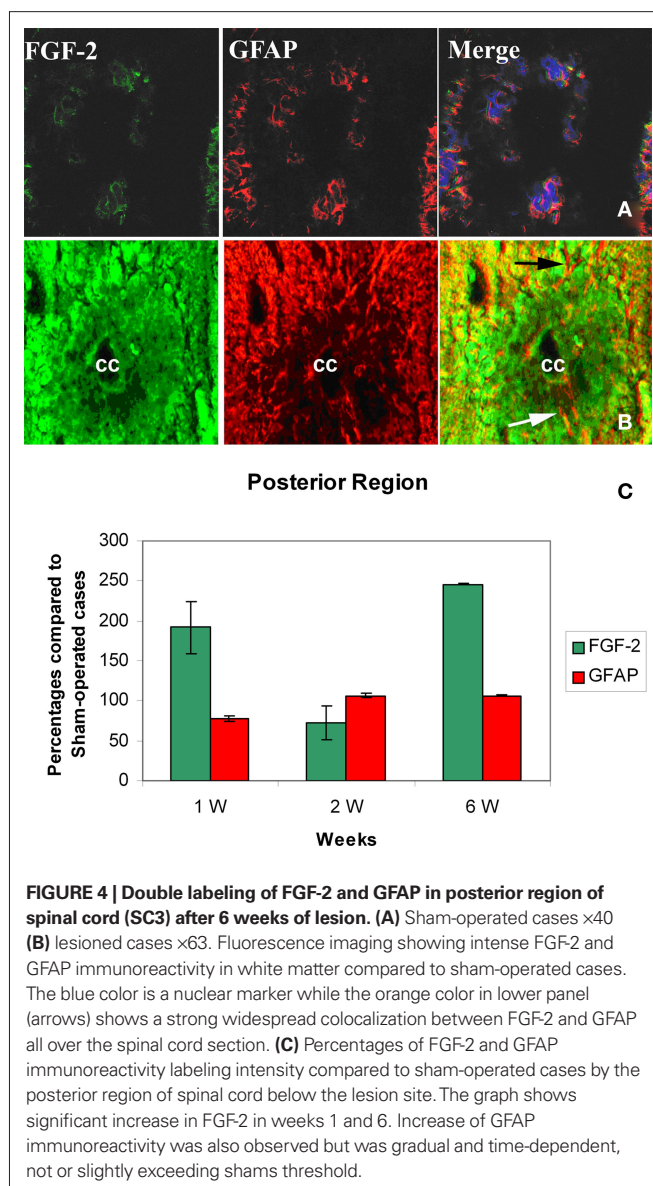 FGF-2 GFAP Merge
A
CC CC CC
B
Posterior Region
C
Percentages compared to
Sham-operated cases
300
250
200
150
100
50
0
1 W 2 W 6 W
Weeks
FGF-2
GFAP
FIGURE 4 | Double labeling of FGF-2 and GFAP in posterior region of
spinal cord (SC3) after 6 weeks of lesion. (A) Sham-operated cases ×40
(B) lesioned cases ×63. Fluorescence imaging showing intense FGF-2 and
GFAP immunoreactivity in white matter compared to sham-operated cases.
The blue color is a nuclear marker while the orange color in lower panel
(arrows) shows a strong widespread colocalization between FGF-2 and GFAP
all over the spinal cord section. (C) Percentages of FGF-2 and GFAP
immunoreactivity labeling intensity compared to sham-operated cases by the
posterior region of spinal cord below the lesion site. The graph shows
significant increase in FGF-2 in weeks 1 and 6. Increase of GFAP
immunoreactivity was also observed but was gradual and time-dependent,
not or slightly exceeding shams threshold.